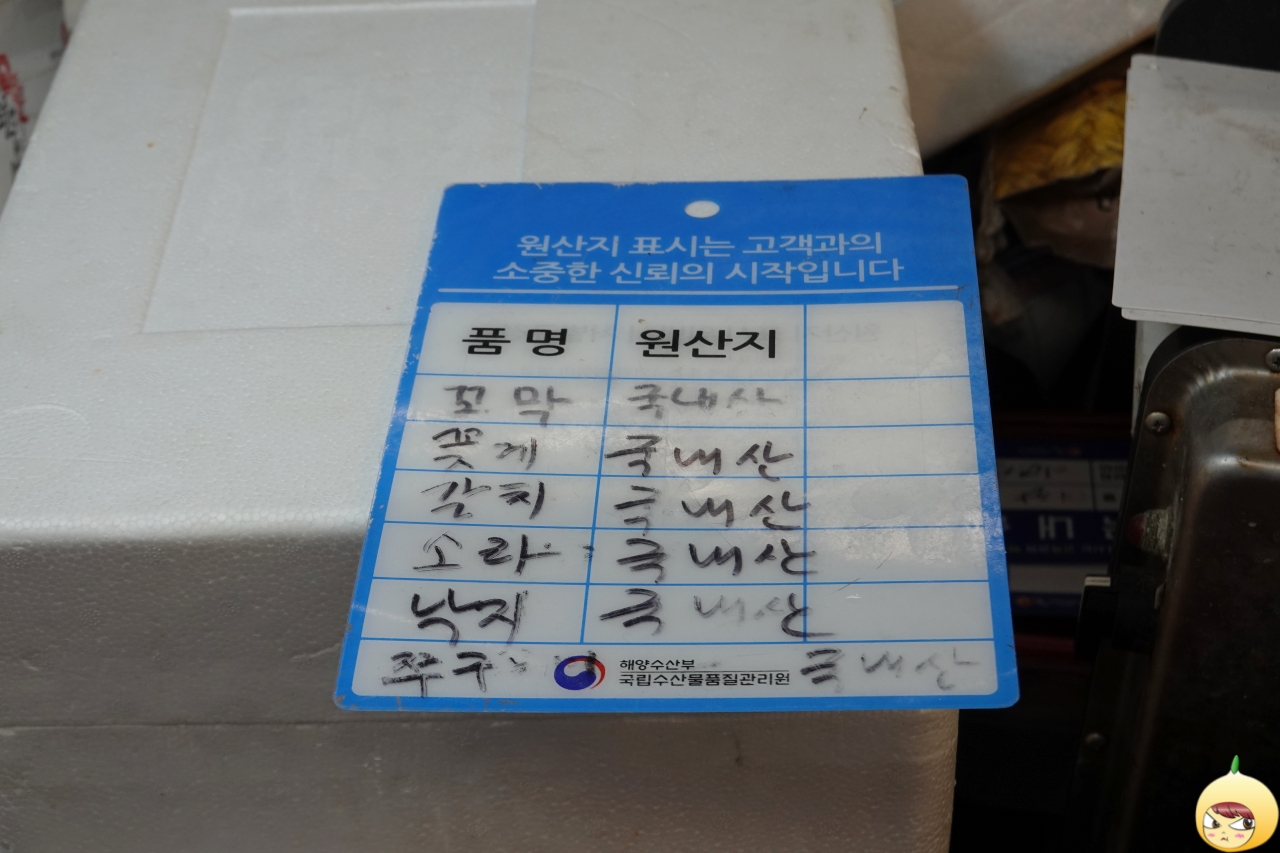 원산지 표시는 고객과의
소중한 신뢰의 시작입니다
품명 원산지
꼬막 국내산
꽃게 국내산
갈치 국내산
소라 국내산
낙지 국내산
쭈구미 해양수산부 국내산
국립수산물품질관리원